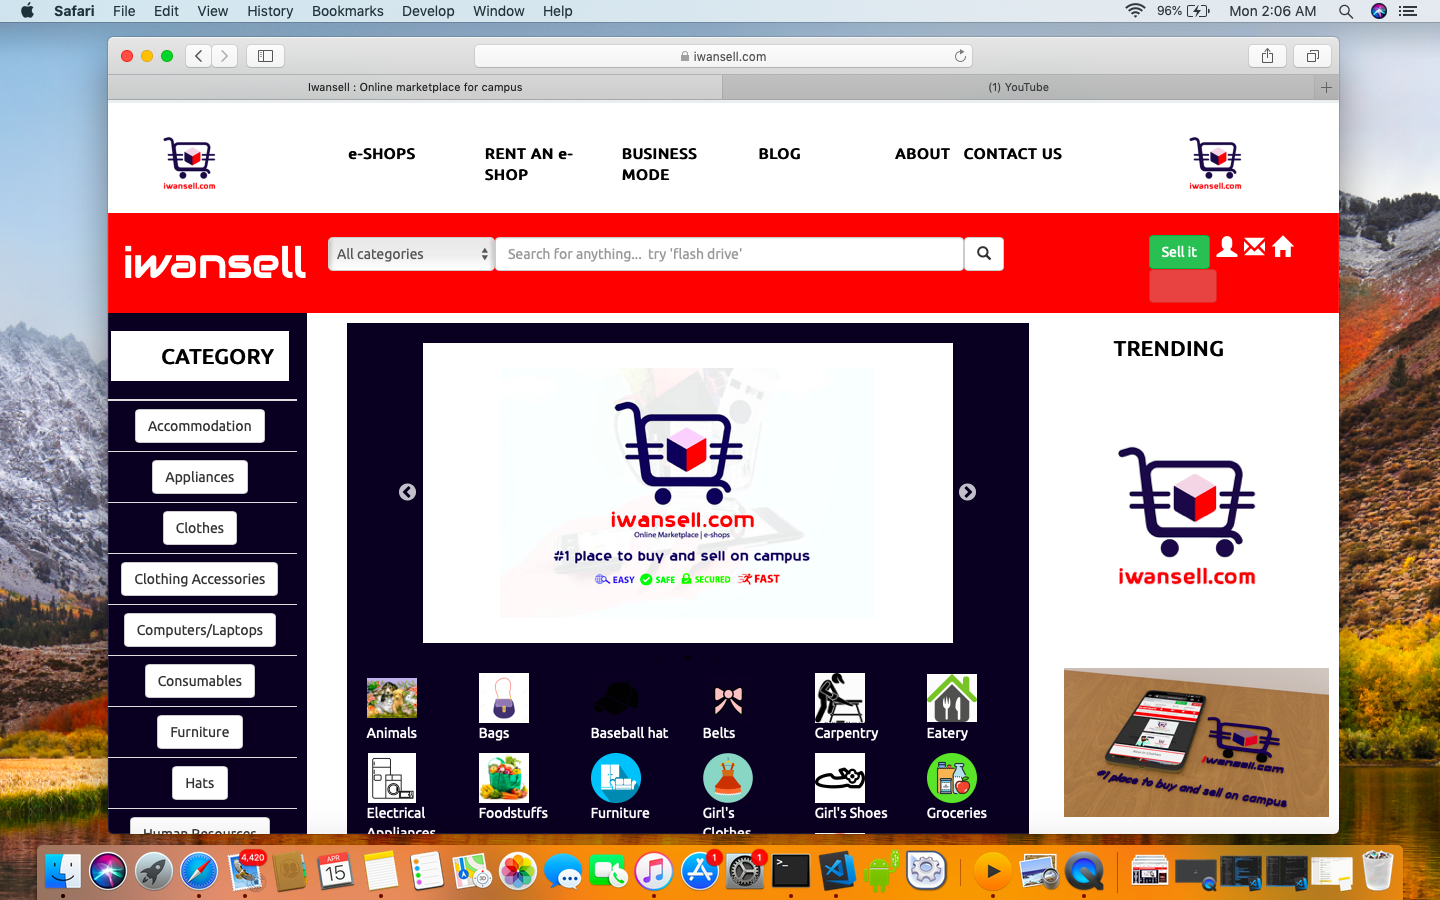 Safari File Edit View History Bookmarks Develop Window Help 96% Mon 2:06 AM
iwansell.com
Iwansell : Online marketplace for campus
(1) YouTube
iwansell.com
e-SHOPS
RENT AN e-
SHOP
BUSINESS
MODE
BLOG
ABOUT
CONTACT US
iwansell.com
iwansell
All categories
Search for anything... try 'flash drive'
Sell it
CATEGORY
Accommodation
Appliances
Clothes
Clothing Accessories
Computers/Laptops
Consumables
Furniture
Hats
Human Resources
iwansell.com
Online Marketplace | e-shops
#1 place to buy and sell on campus
EASY SAFE SECURED FAST
Animals
Bags
Baseball hat
Belts
Carpentry
Eatery
Electrical
Appliances
Foodstuffs
Furniture
Girl's
Clothes
Girl's Shoes
Groceries
TRENDING
iwansell.com
iwansell.com
#1 place to buy and sell on campus
4,420
APR
15
1
1